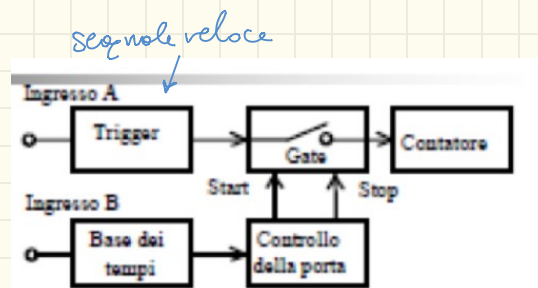 segnale veloce
Ingresso A
Trigger
Gate
Contatore
Start
Stop
Ingresso B
Base dei
tempi
Controllo
della porta